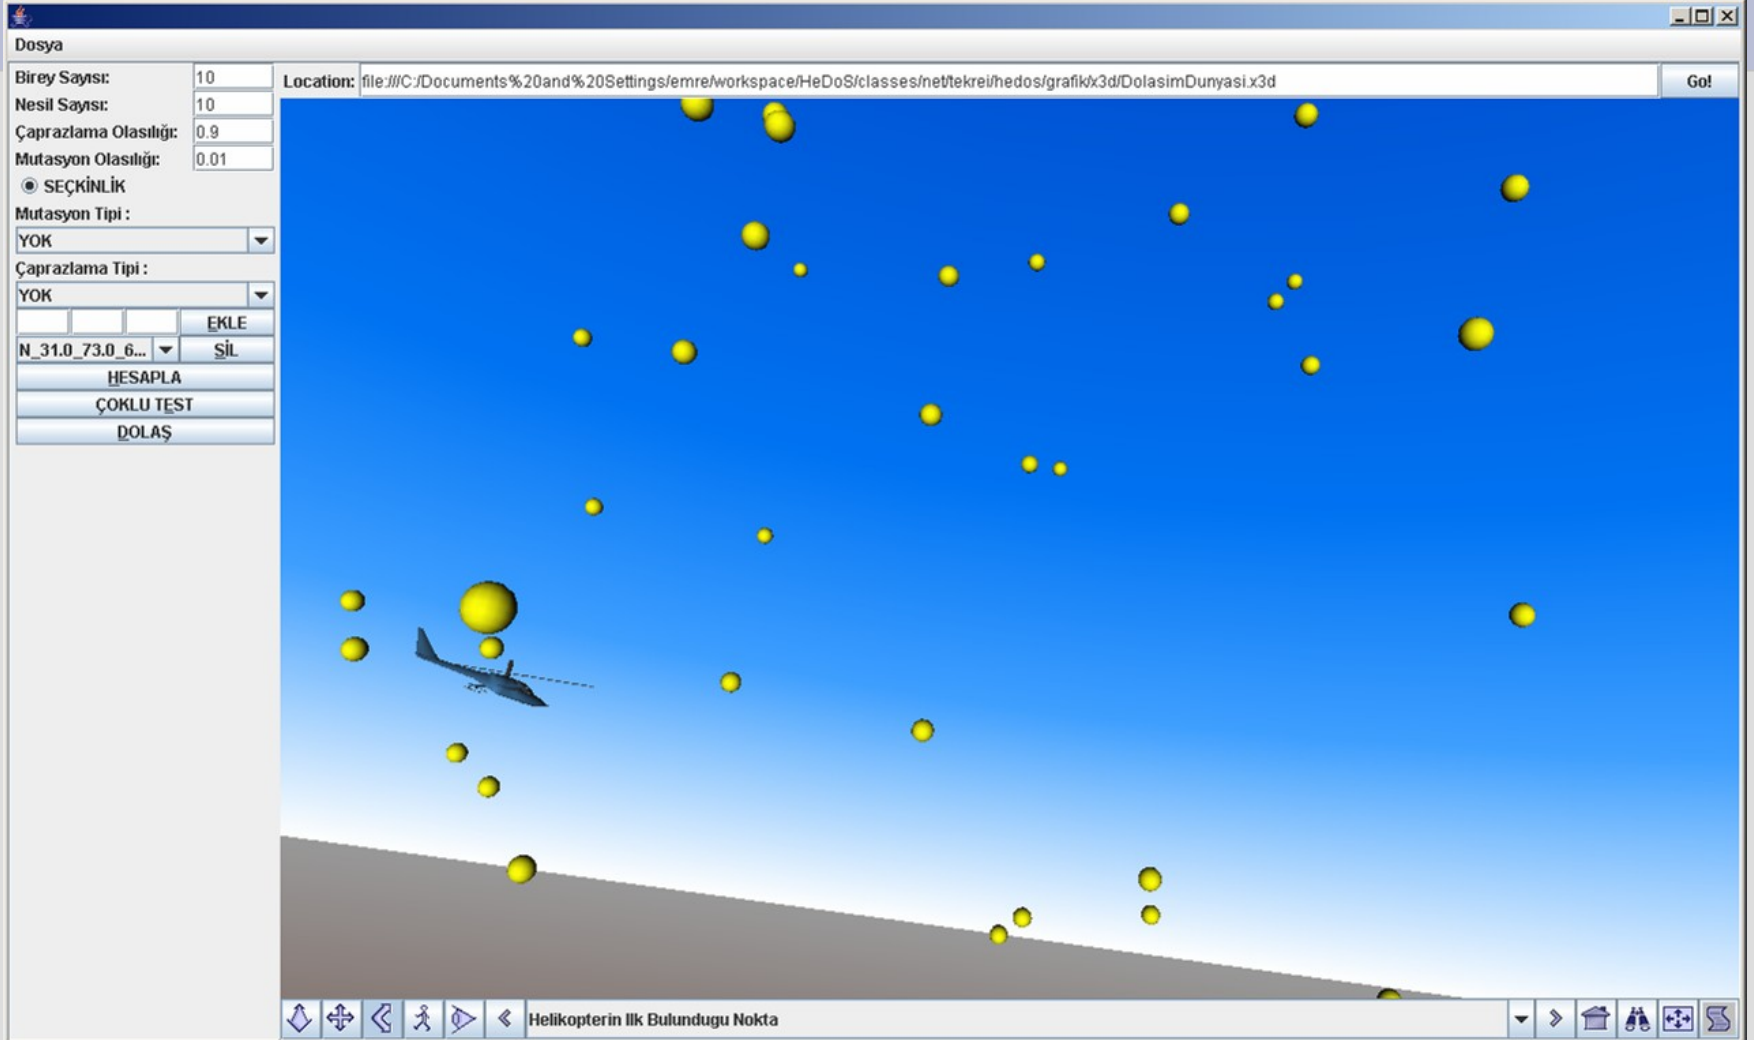 Dosya
Birey Sayısı: 10
Location: file:///C:/Documents%20and%20Settings/emre/workspace/HeDoS/classes/net/tekrei/hedos/grafik/x3d/DolasimDunyasi.x3d Go!
Nesil Sayısı: 10
Çaprazlama Olasılığı: 0.9
Mutasyon Olasılığı: 0.01
SEÇKİNLİK
Mutasyon Tipi :
YOK
Çaprazlama Tipi :
YOK
EKLE
N_31.0_73.0_6... SİL
HESAPLA
ÇOKLU TEST
DOLAŞ
Helikopterin Ilk Bulundugu Nokta